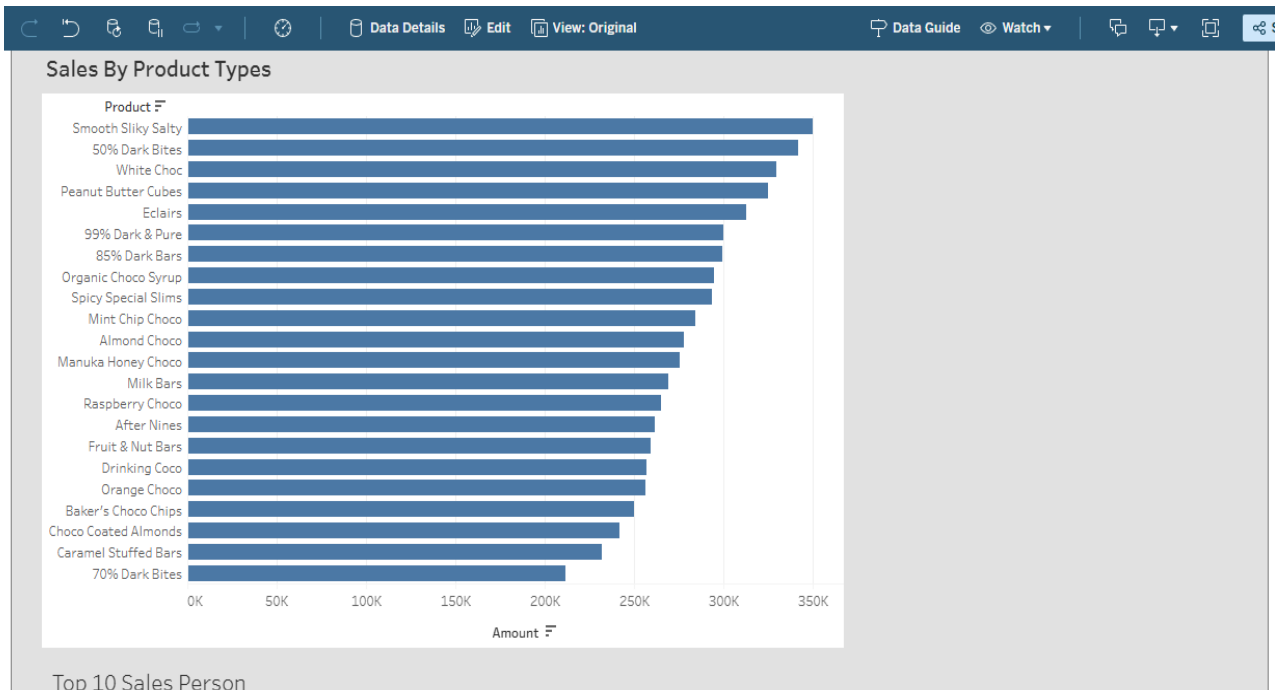 Data Details Edit View: Original Data Guide Watch S
Sales By Product Types
Product
Smooth Sliky Salty
50% Dark Bites
White Choc
Peanut Butter Cubes
Eclairs
99% Dark & Pure
85% Dark Bars
Organic Choco Syrup
Spicy Special Slims
Mint Chip Choco
Almond Choco
Manuka Honey Choco
Milk Bars
Raspberry Choco
After Nines
Fruit & Nut Bars
Drinking Coco
Orange Choco
Baker's Choco Chips
Choco Coated Almonds
Caramel Stuffed Bars
70% Dark Bites
0K 50K 100K 150K 200K 250K 300K 350K
Amount
Top 10 Sales Person